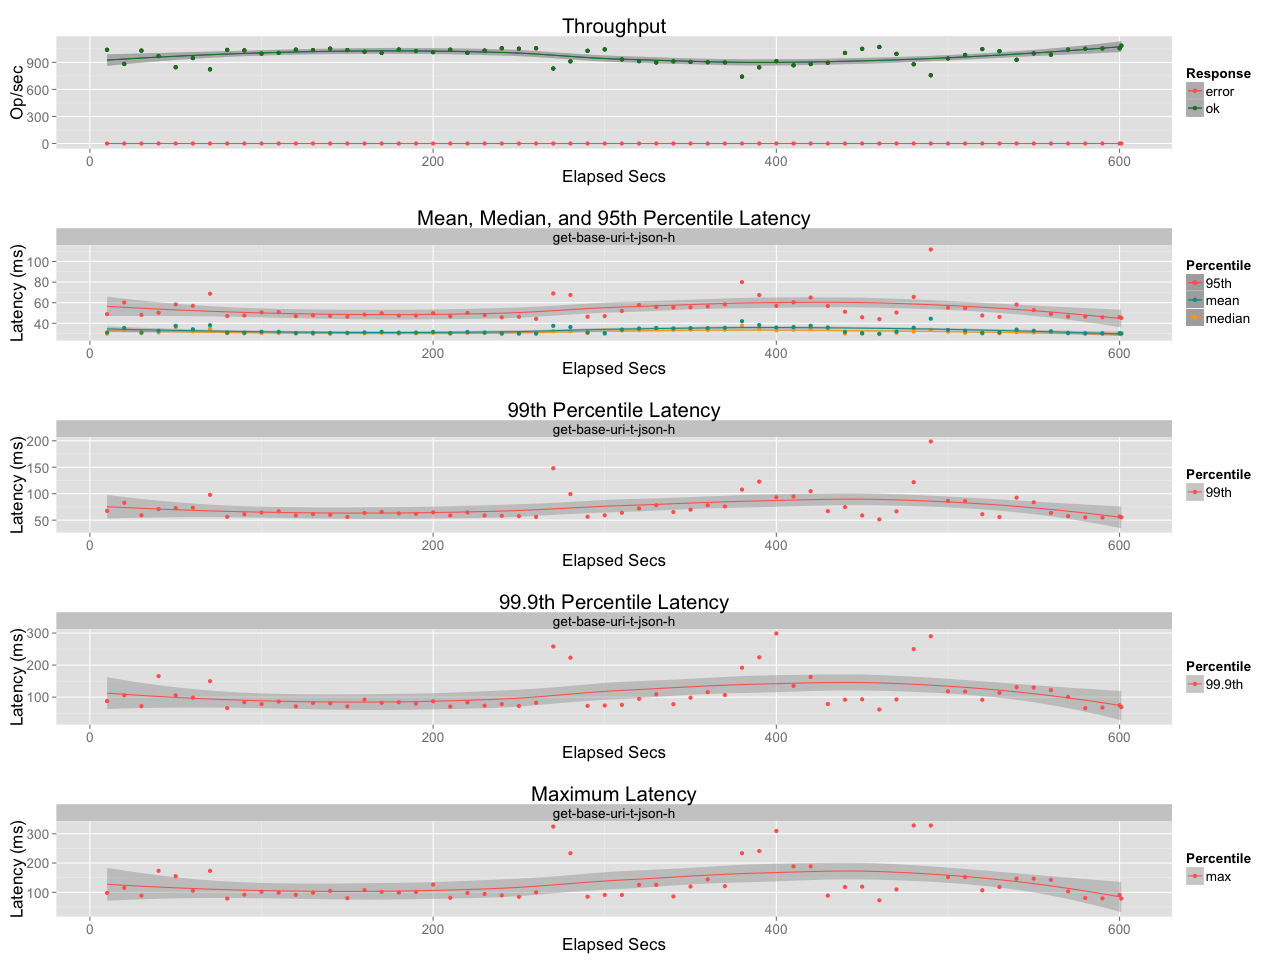 Throughput
Op/sec
900
600
300
0
0
200
400
600
Elapsed Secs
Response
error
ok
Mean, Median, and 95th Percentile Latency
get-base-uri-t-json-h
Latency (ms)
100
80
60
40
0
200
400
600
Elapsed Secs
Percentile
95th
mean
median
99th Percentile Latency
get-base-uri-t-json-h
Latency (ms)
200
150
100
50
0
200
400
600
Elapsed Secs
Percentile
99th
99.9th Percentile Latency
get-base-uri-t-json-h
Latency (ms)
300
200
100
0
200
400
600
Elapsed Secs
Percentile
99.9th
Maximum Latency
get-base-uri-t-json-h
Latency (ms)
300
200
100
0
200
400
600
Elapsed Secs
Percentile
max